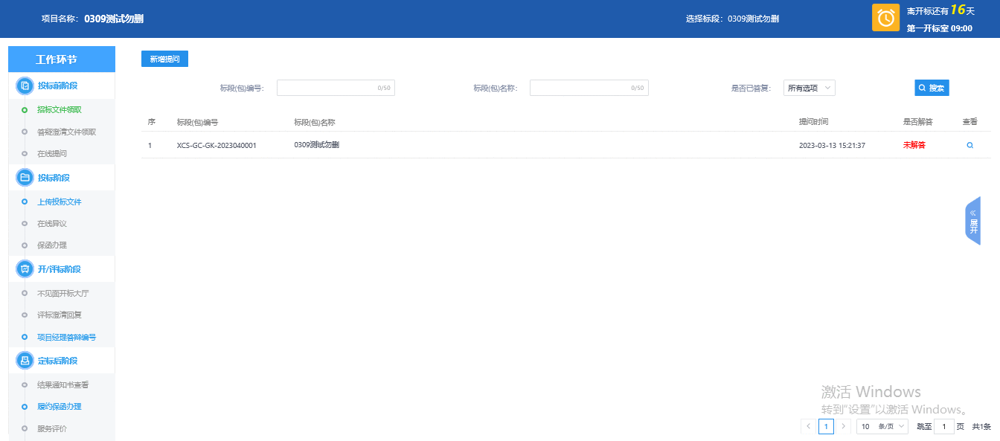 项目名称： 0309测试勿删
选择标段： 0309测试勿删
离开标还有16天
第一开标室 09:00
工作环节
投标前阶段
招标文件领取
答疑澄清文件领取
在线提问
投标阶段
上传投标文件
在线异议
保函办理
开/评标阶段
不见面开标大厅
评标澄清回复
项目经理答辩编号
定标后阶段
结果通知书查看
履约保函办理
服务评价
新增提问
标段(包)编号： 0/50 标段(包)名称： 0/50 是否已答复： 所有选项 搜索
序 标段(包)编号 标段(包)名称 提问时间 是否解答 查看
1 XCS-GC-GK-2023040001 0309测试勿删 2023-03-13 15:21:37 未解答
«展开
激活 Windows
转到“设置”以激活 Windows。
< 1 > 10 条/页 跳至 1 页 共1条